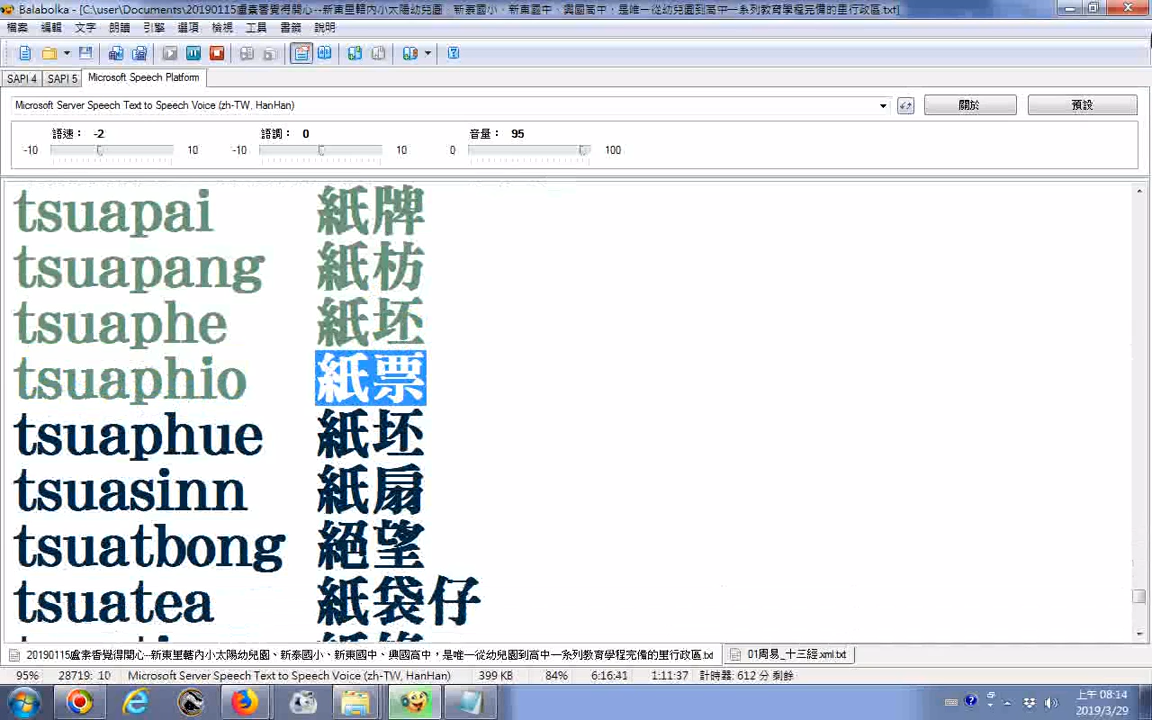 Balabolka - [C:\user\Documents\20190115盧素香覺得開心--新東里轄內小太陽幼兒園、新泰國小、新東國中、興國高中，是唯一從幼兒園到高中一系列教育學程完備的里行政區.txt]
檔案 編輯 文字 朗讀 引擎 選項 檢視 工具 書籤 說明
SAPI 4 SAPI 5 Microsoft Speech Platform
Microsoft Server Speech Text to Speech Voice (zh-TW, HanHan) 關於 預設
語速： -2 語調： 0 音量： 95
-10 10 -10 10 0 100
tsuapai 紙牌
tsuapang 紙枋
tsuaphe 紙坯
tsuaphio 紙票
tsuaphue 紙坯
tsuasinn 紙扇
tsuatbong 絕望
tsuatea 紙袋仔
20190115盧素香覺得開心--新東里轄內小太陽幼兒園、新泰國小、新東國中、興國高中，是唯一從幼兒園到高中一系列教育學程完備的里行政區.txt 01周易_十三經.xml.txt
95% 28719: 10 Microsoft Server Speech Text to Speech Voice (zh-TW, HanHan) 399 KB 84% 6:16:41 1:11:37 計時器: 612 分 剩餘
上午 08:14
2019/3/29